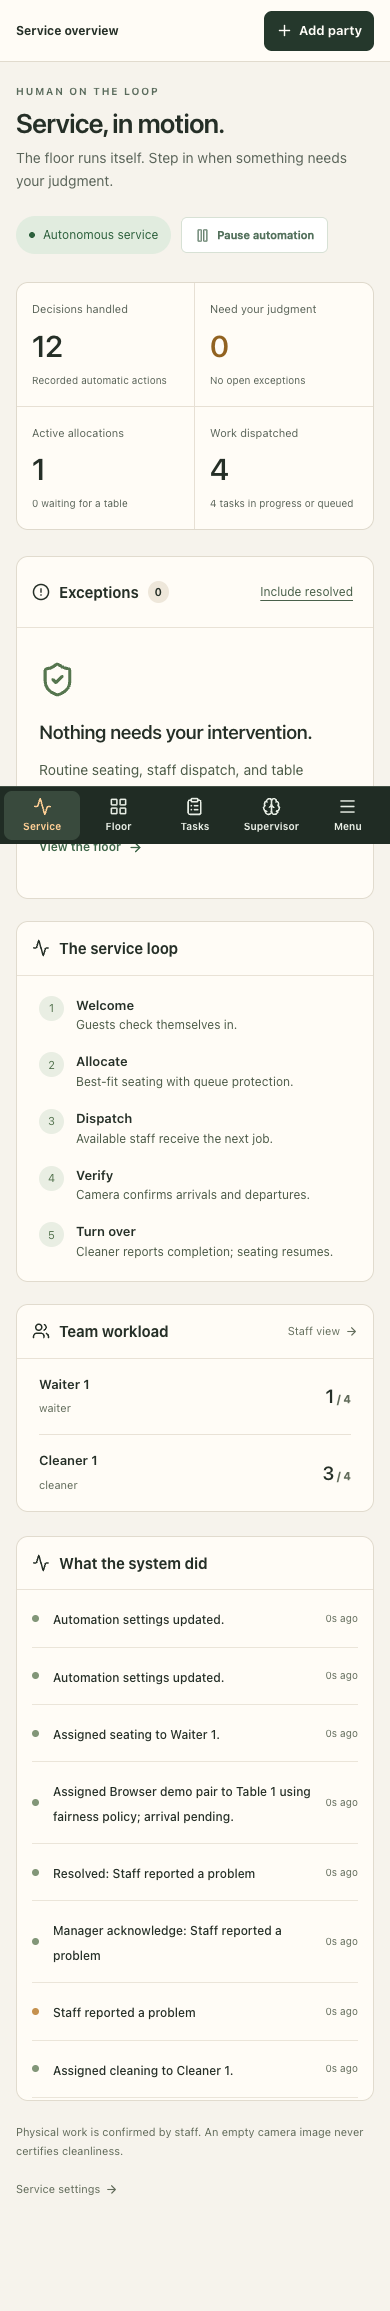 Service overview
Add party
HUMAN ON THE LOOP
Service, in motion.
The floor runs itself. Step in when something needs
your judgment.
Autonomous service
Pause automation
Decisions handled
12
Recorded automatic actions
Need your judgment
0
No open exceptions
Active allocations
1
0 waiting for a table
Work dispatched
4
4 tasks in progress or queued
Exceptions 0
Include resolved
Nothing needs your intervention.
Routine seating, staff dispatch, and table
Service
Floor
Tasks
Supervisor
Menu
View the floor
The service loop
1
Welcome
Guests check themselves in.
2
Allocate
Best-fit seating with queue protection.
3
Dispatch
Available staff receive the next job.
4
Verify
Camera confirms arrivals and departures.
5
Turn over
Cleaner reports completion; seating resumes.
Team workload
Staff view
Waiter 1
waiter
1 / 4
Cleaner 1
cleaner
3 / 4
What the system did
Automation settings updated.
0s ago
Automation settings updated.
0s ago
Assigned seating to Waiter 1.
0s ago
Assigned Browser demo pair to Table 1 using
fairness policy; arrival pending.
0s ago
Resolved: Staff reported a problem
0s ago
Manager acknowledge: Staff reported a
problem
0s ago
Staff reported a problem
0s ago
Assigned cleaning to Cleaner 1.
0s ago
Physical work is confirmed by staff. An empty camera image never
certifies cleanliness.
Service settings